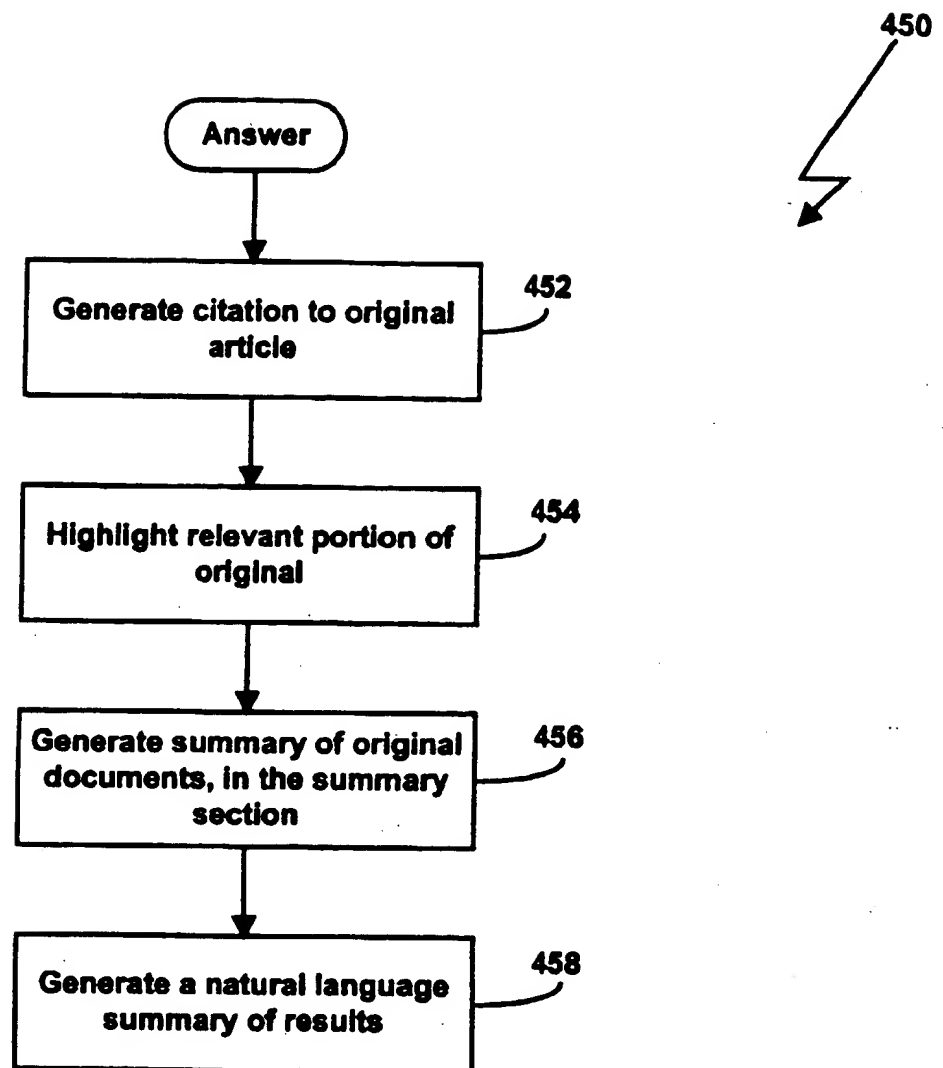 450
Answer
Generate citation to original
article
452
Highlight relevant portion of
original
454
Generate summary of original
documents, in the summary
section
456
Generate a natural language
summary of results
458